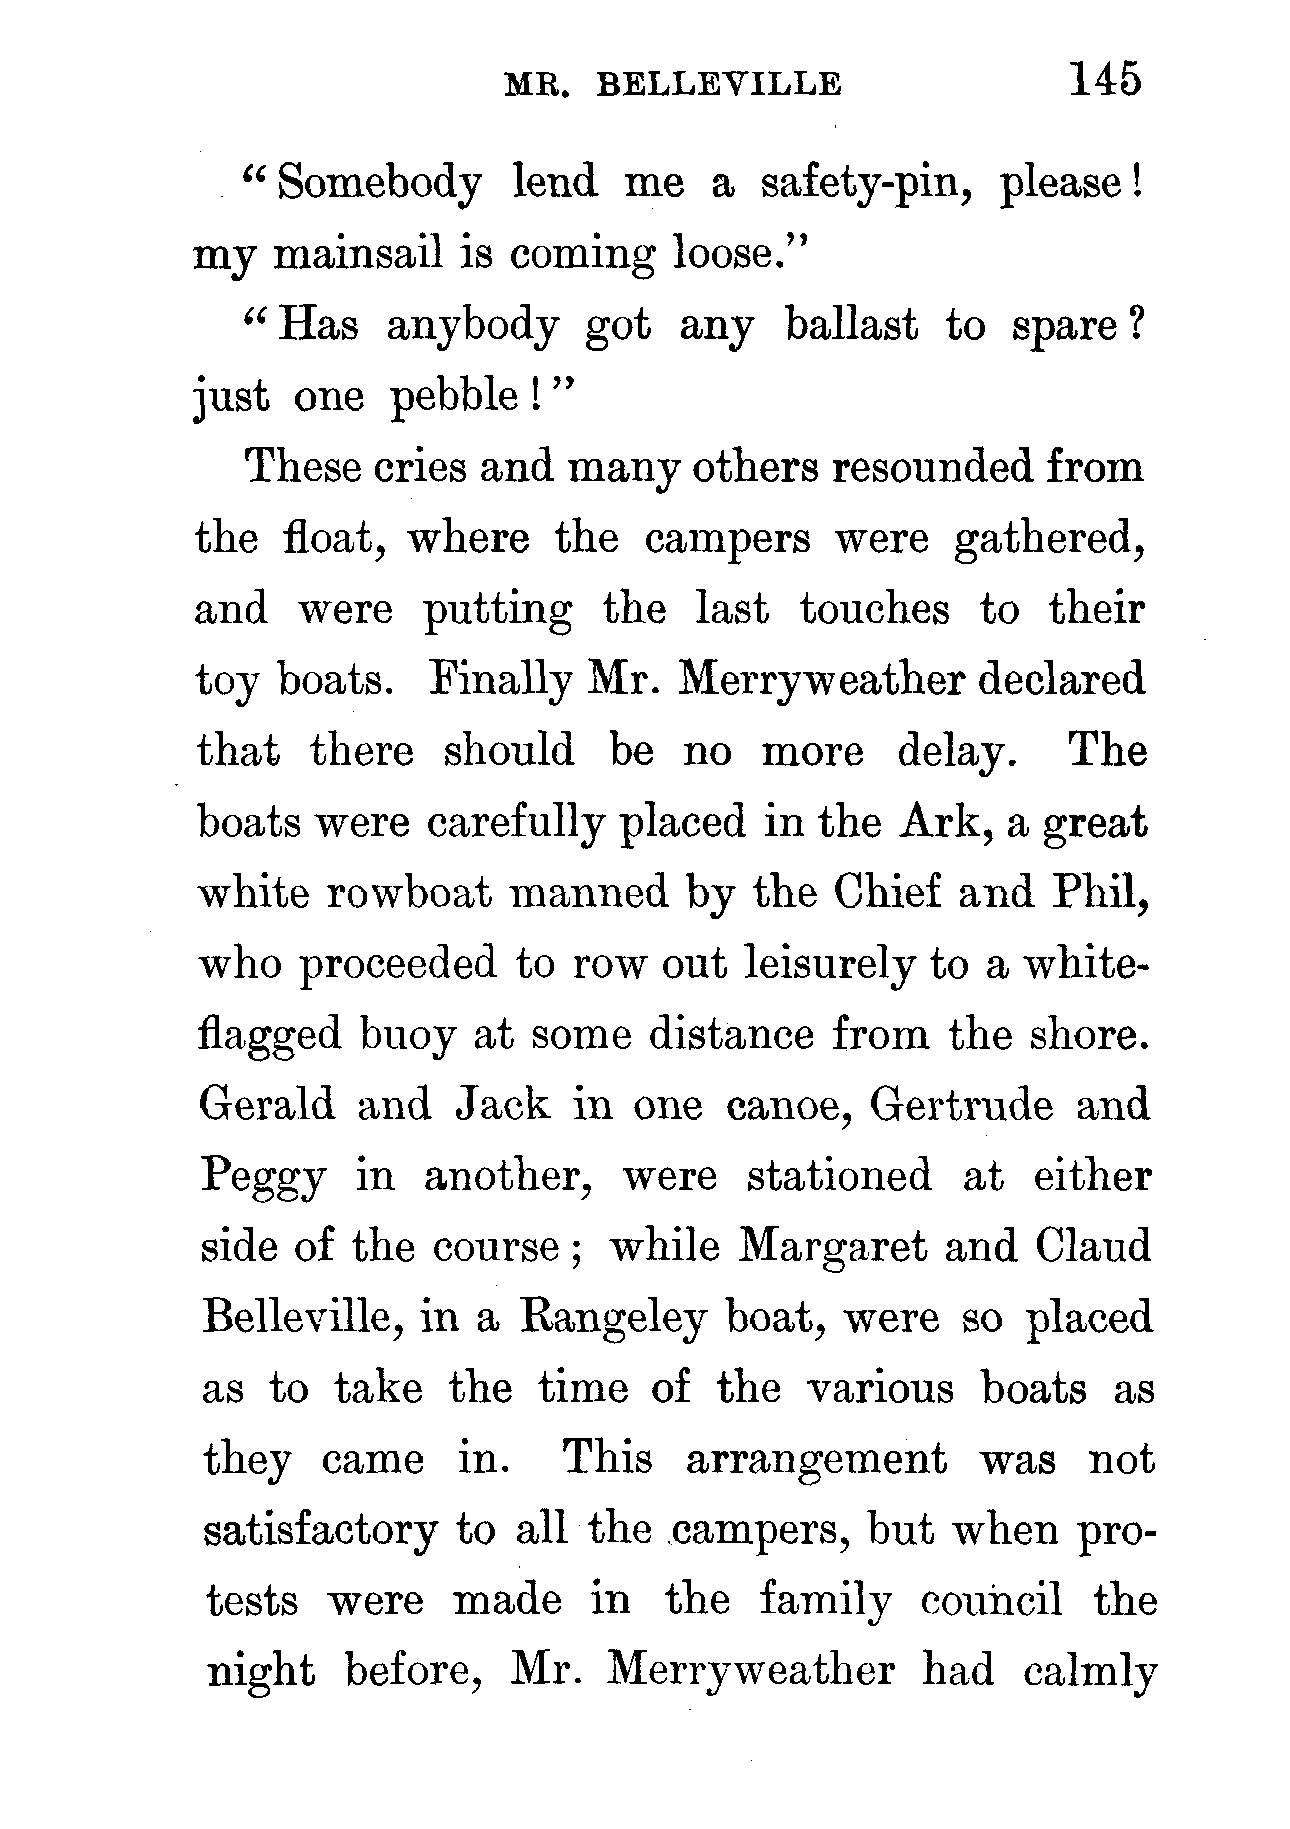 MR. BELLEVILLE 145
“Somebody lend me a safety-pin, please!
my mainsail is coming loose.”
“Has anybody got any ballast to spare?
just one pebble!”
These cries and many others resounded from
the float, where the campers were gathered,
and were putting the last touches to their
toy boats. Finally Mr. Merryweather declared
that there should be no more delay. The
boats were carefully placed in the Ark, a great
white rowboat manned by the Chief and Phil,
who proceeded to row out leisurely to a white-
flagged buoy at some distance from the shore.
Gerald and Jack in one canoe, Gertrude and
Peggy in another, were stationed at either
side of the course; while Margaret and Claud
Belleville, in a Rangeley boat, were so placed
as to take the time of the various boats as
they came in. This arrangement was not
satisfactory to all the campers, but when pro-
tests were made in the family council the
night before, Mr. Merryweather had calmly